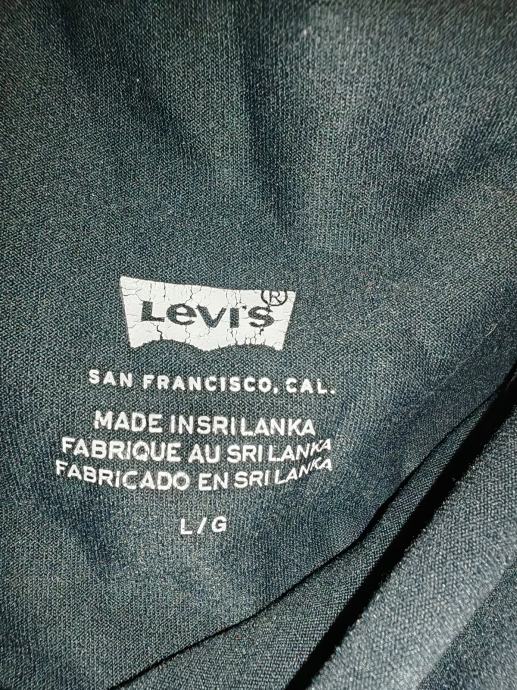 Levi's®
SAN FRANCISCO, CAL.
MADE IN SRI LANKA
FABRIQUE AU SRI LANKA
FABRICADO EN SRI LANKA
L/G